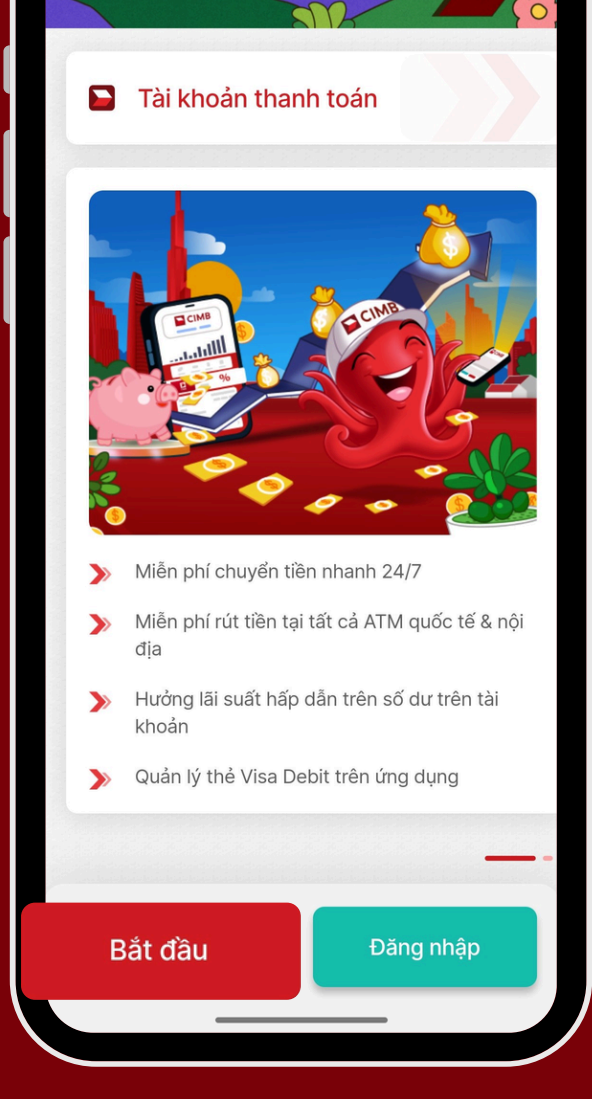 Tài khoản thanh toán
CIMB
%
$
CIMB
$
Miễn phí chuyển tiền nhanh 24/7
Miễn phí rút tiền tại tất cả ATM quốc tế & nội
địa
Hưởng lãi suất hấp dẫn trên số dư trên tài
khoản
Quản lý thẻ Visa Debit trên ứng dụng
Bắt đầu
Đăng nhập